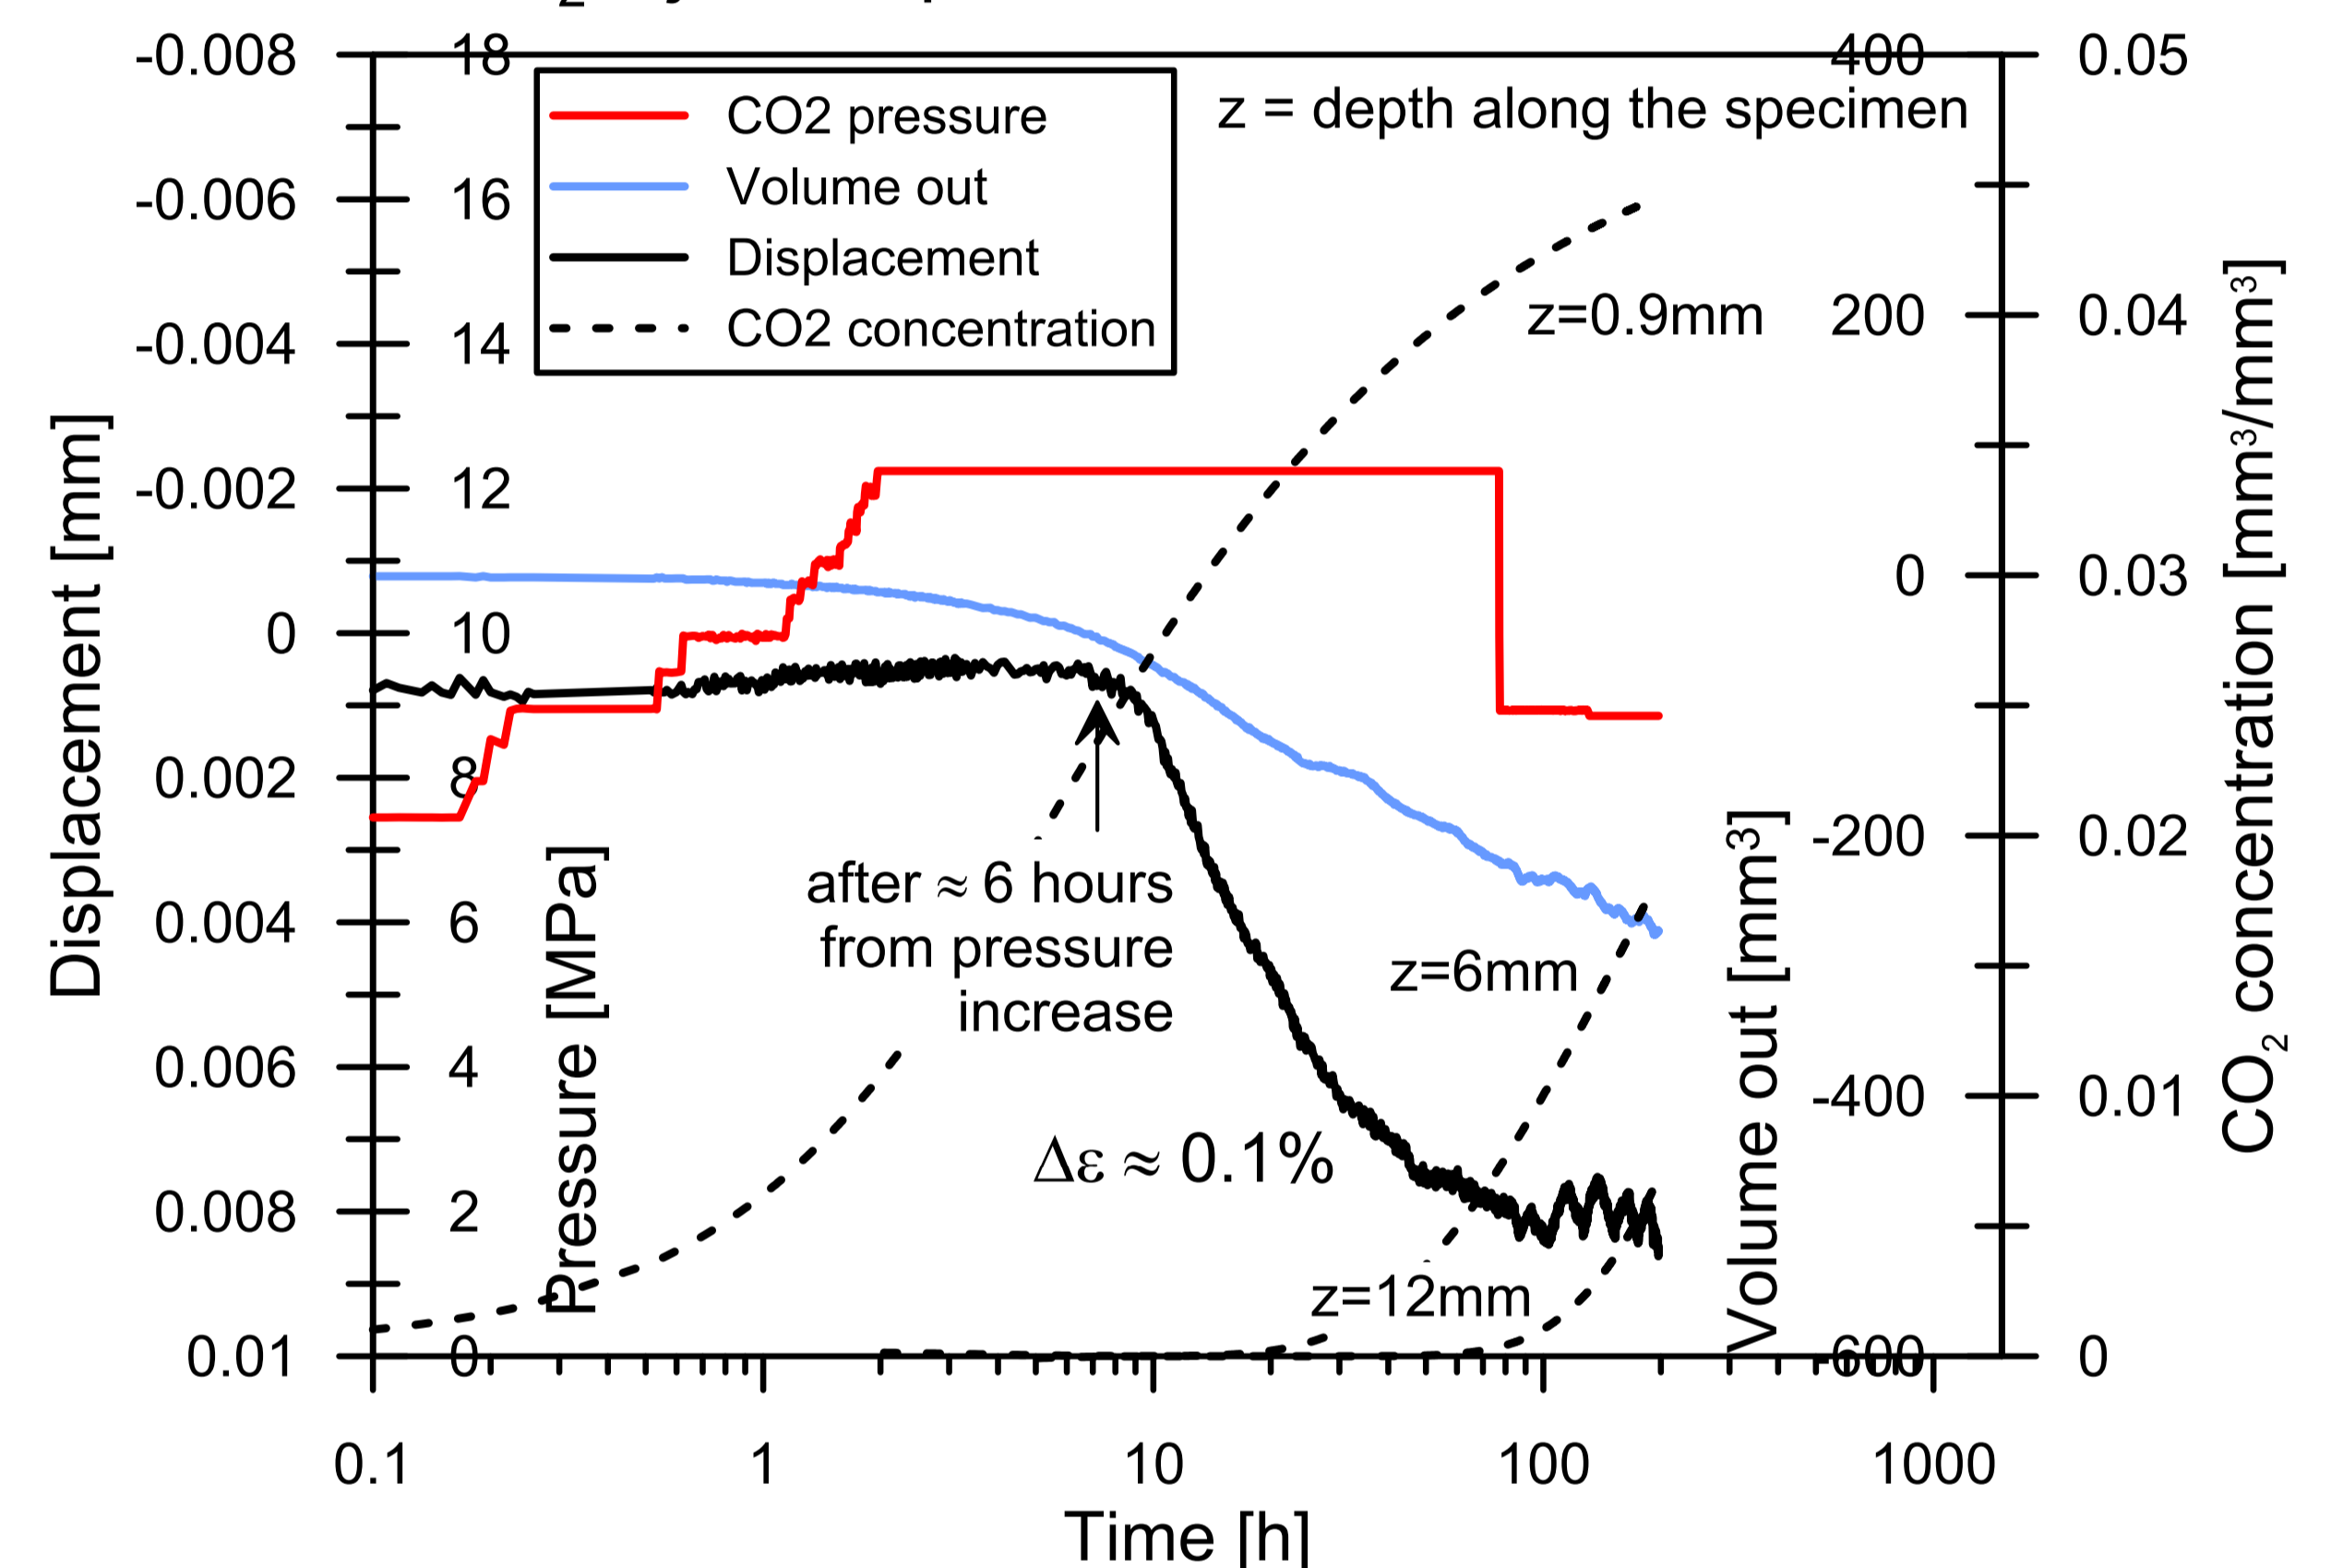 -0.008
-0.006
-0.004
-0.002
0
0.002
0.004
0.006
0.008
0.01
Displacement [mm]
18
16
14
12
10
8
6
4
2
0
Pressure [MPa]
CO2 pressure
Volume out
Displacement
CO2 concentration
z = depth along the specimen
z=0.9mm
after ≈ 6 hours
from pressure
increase
z=6mm
Δε ≈ 0.1%
z=12mm
400
200
0
-200
-400
-600
Volume out [mm³]
0.05
0.04
0.03
0.02
0.01
0
CO₂ concentration [mm³/mm³]
0.1
1
10
100
1000
Time [h]